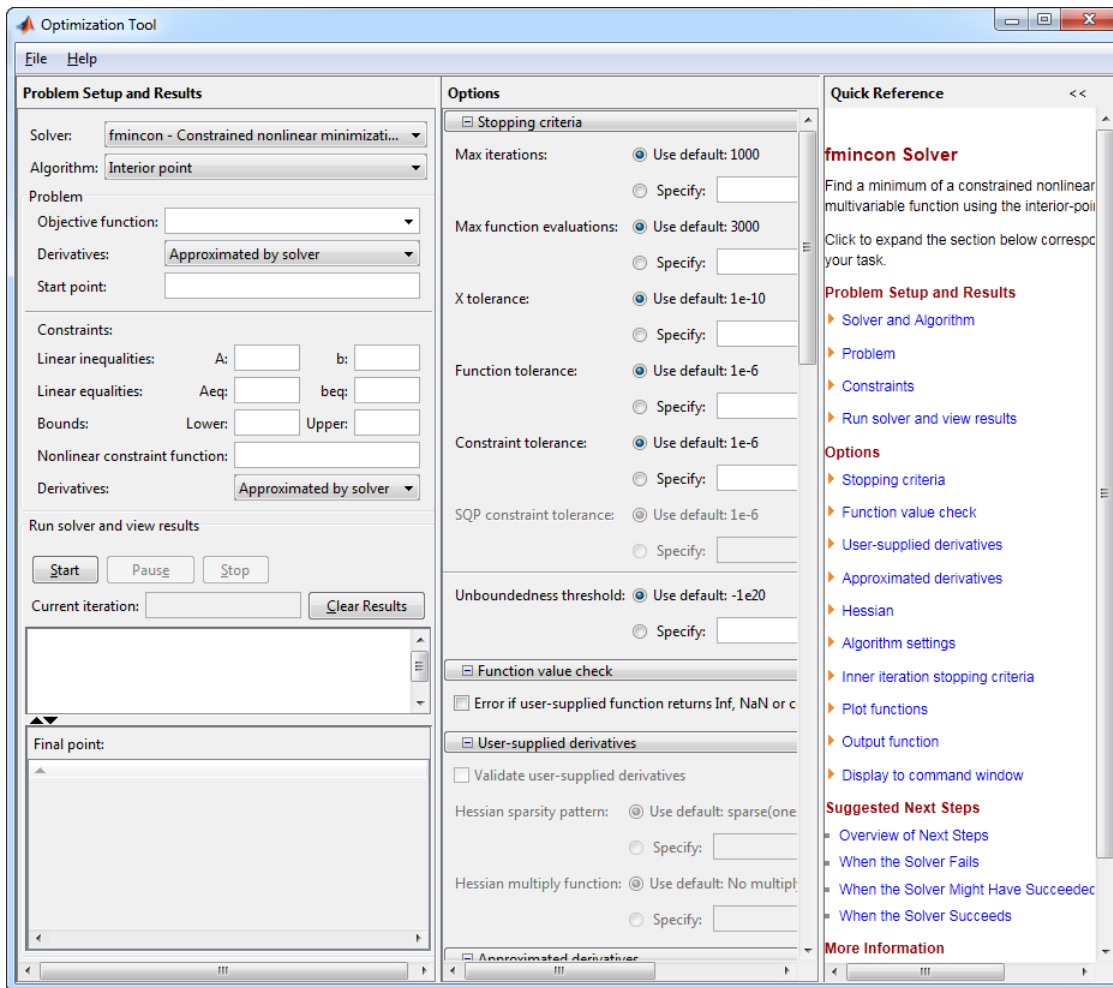 Optimization Tool
File Help
Problem Setup and Results
Solver: fmincon - Constrained nonlinear minimizati...
Algorithm: Interior point
Problem
Objective function:
Derivatives: Approximated by solver
Start point:
Constraints:
Linear inequalities: A: b:
Linear equalities: Aeq: beq:
Bounds: Lower: Upper:
Nonlinear constraint function:
Derivatives: Approximated by solver
Run solver and view results
Start Pause Stop
Current iteration: Clear Results
Final point:
Options
Stopping criteria
Max iterations: Use default: 1000
Specify:
Max function evaluations: Use default: 3000
Specify:
X tolerance: Use default: 1e-10
Specify:
Function tolerance: Use default: 1e-6
Specify:
Constraint tolerance: Use default: 1e-6
Specify:
SQP constraint tolerance: Use default: 1e-6
Specify:
Unboundedness threshold: Use default: -1e20
Specify:
Function value check
Error if user-supplied function returns Inf, NaN or c
User-supplied derivatives
Validate user-supplied derivatives
Hessian sparsity pattern: Use default: sparse(one
Specify:
Hessian multiply function: Use default: No multiply
Specify:
Approximated derivatives
Quick Reference <<
fmincon Solver
Find a minimum of a constrained nonlinear
multivariable function using the interior-poi
Click to expand the section below correspo
your task.
Problem Setup and Results
Solver and Algorithm
Problem
Constraints
Run solver and view results
Options
Stopping criteria
Function value check
User-supplied derivatives
Approximated derivatives
Hessian
Algorithm settings
Inner iteration stopping criteria
Plot functions
Output function
Display to command window
Suggested Next Steps
Overview of Next Steps
When the Solver Fails
When the Solver Might Have Succeeded
When the Solver Succeeds
More Information